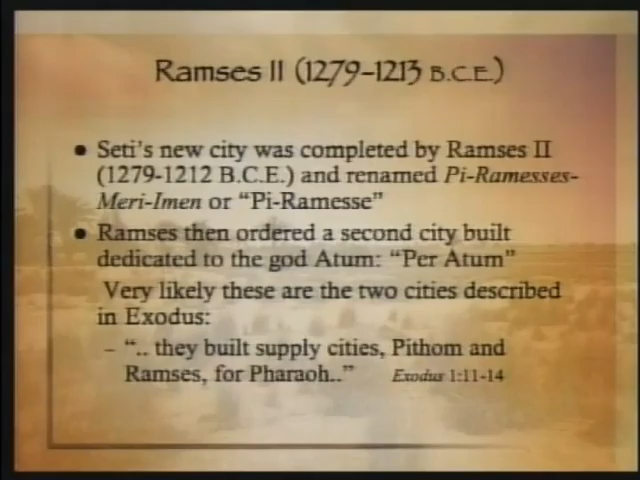 Ramses II (1279–1213 B.C.E.)
• Seti's new city was completed by Ramses II
(1279-1212 B.C.E.) and renamed Pi-Ramesses-
Meri-Imen or "Pi-Ramesse"
• Ramses then ordered a second city built
dedicated to the god Atum: "Per Atum"
Very likely these are the two cities described
in Exodus:
– ".. they built supply cities, Pithom and
Ramses, for Pharaoh.." Exodus 1:11-14